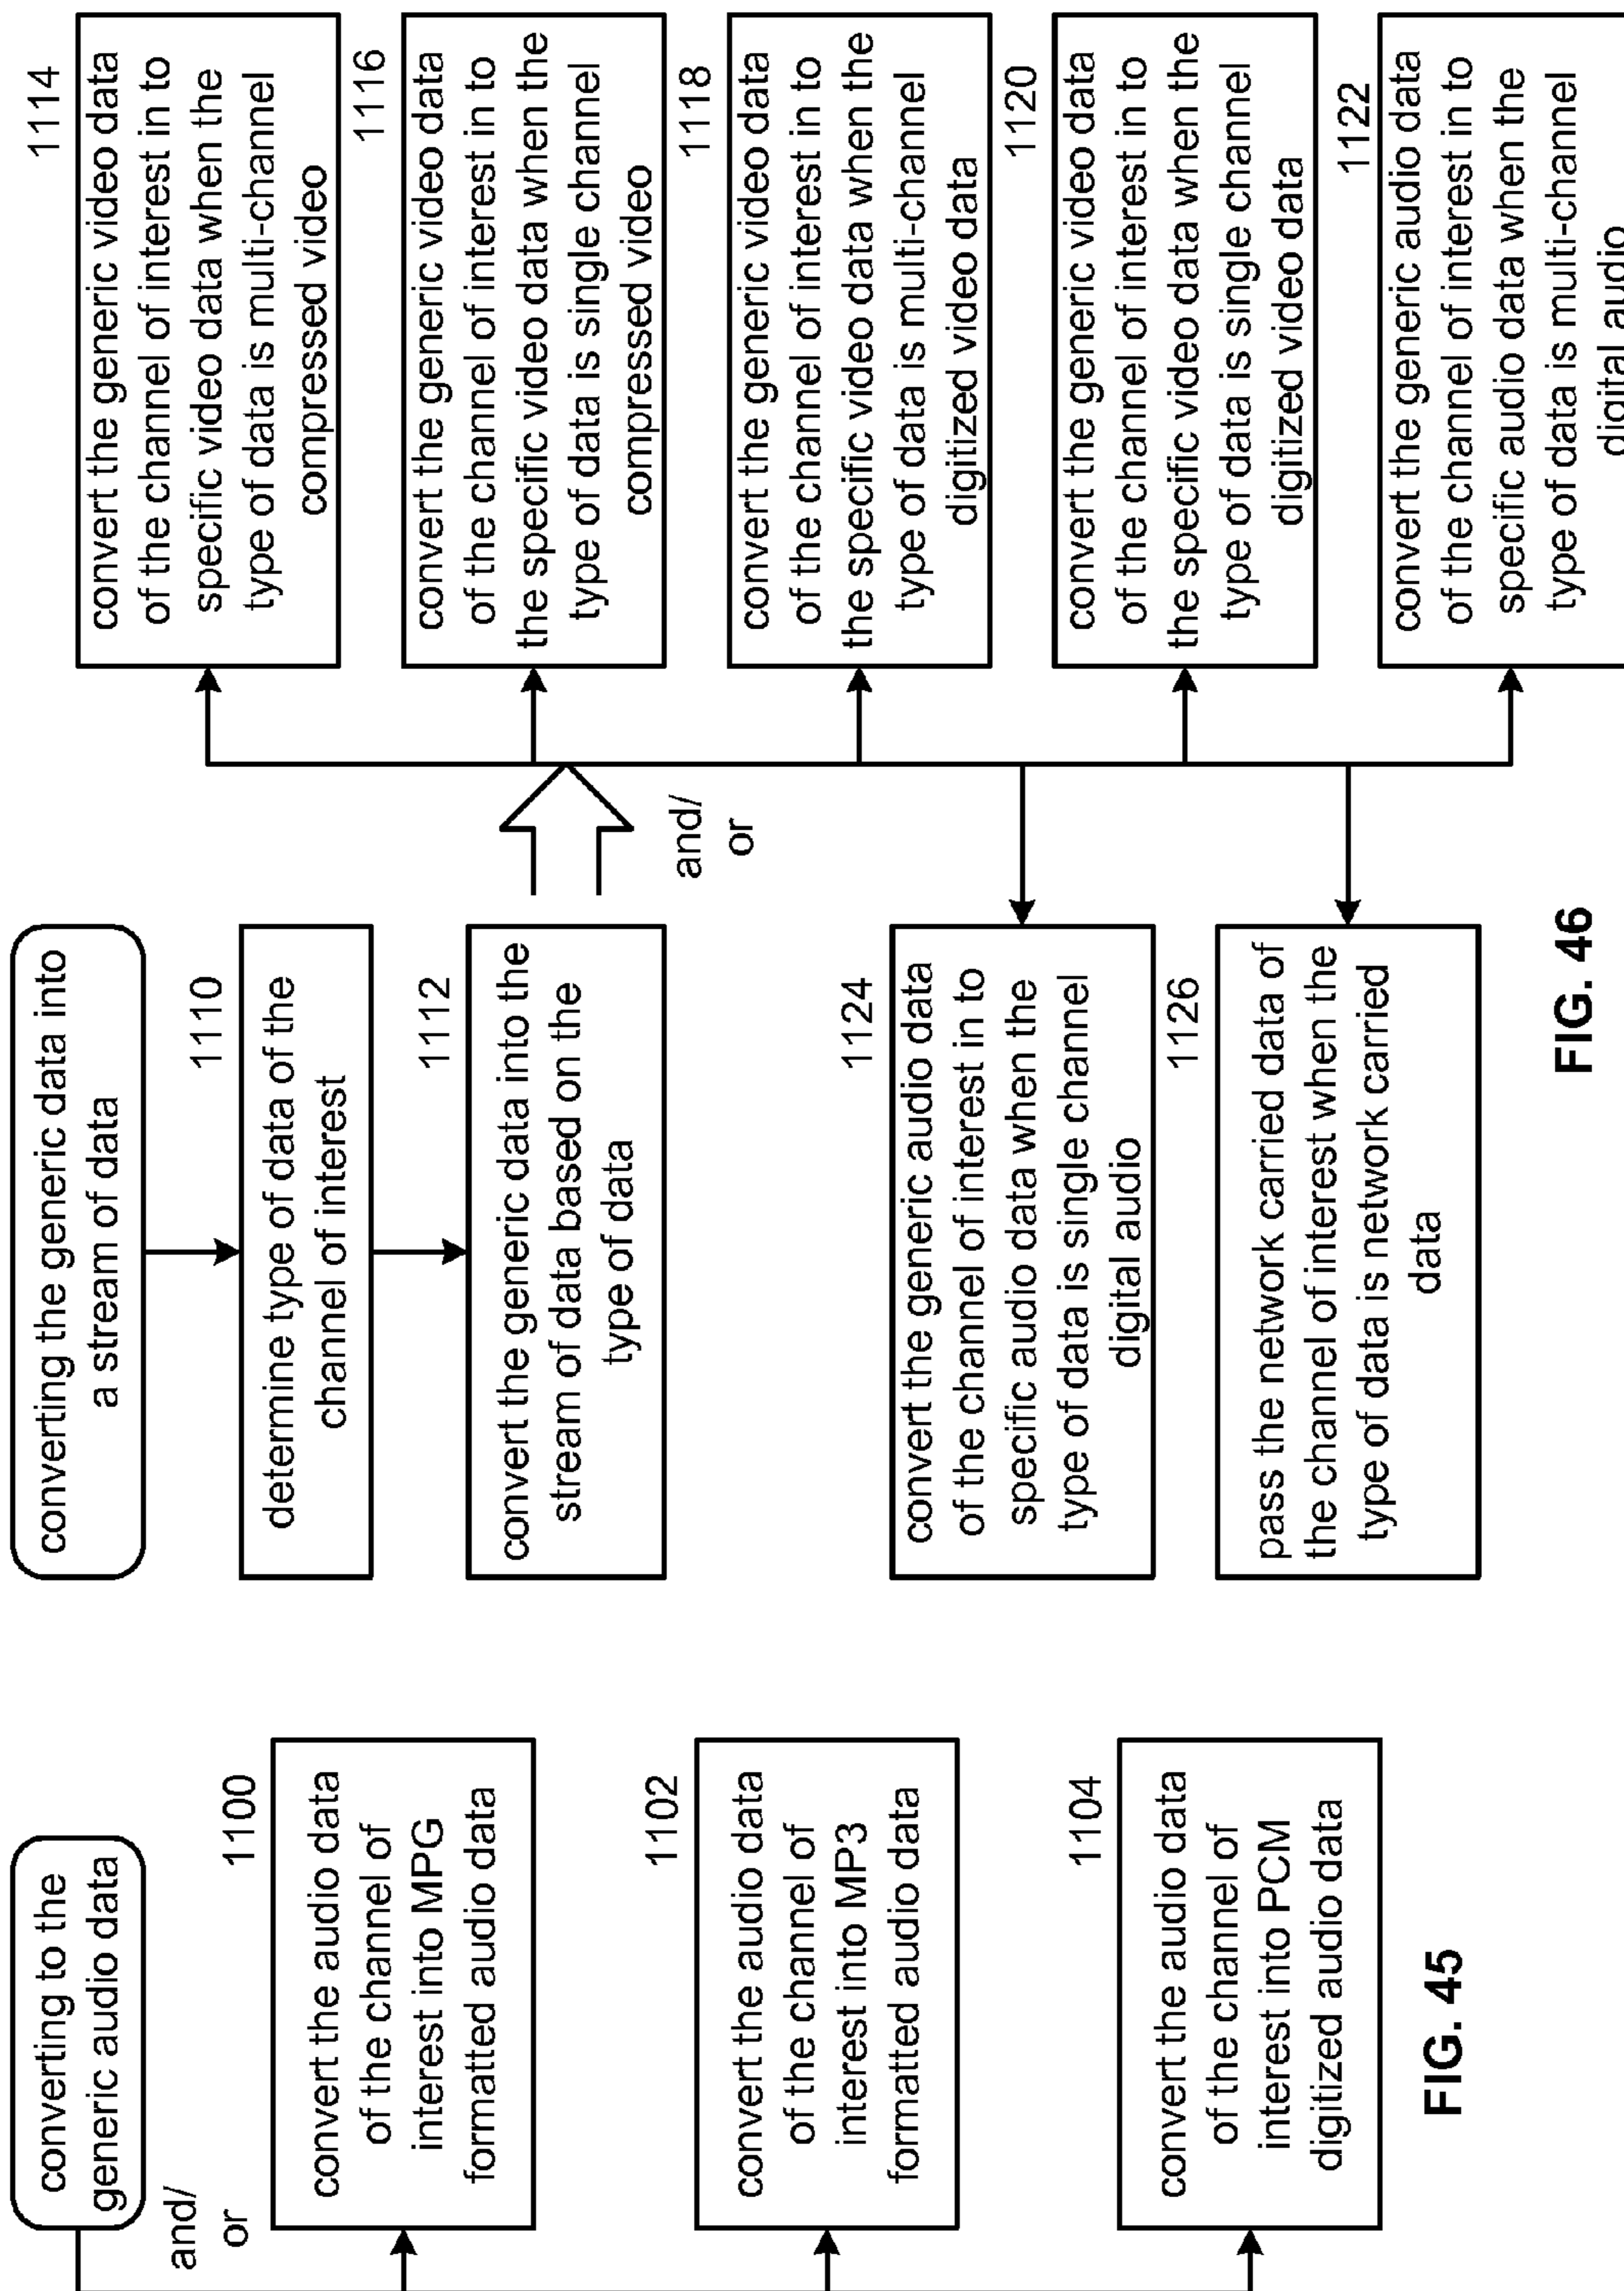 converting to the
generic audio data
and/
or
1100
convert the audio data
of the channel of
interest into MPG
formatted audio data
1102
convert the audio data
of the channel of
interest into MP3
formatted audio data
1104
convert the audio data
of the channel of
interest into PCM
digitized audio data
FIG. 45
converting the generic data into
a stream of data
1110
determine type of data of the
channel of interest
1112
convert the generic data into the
stream of data based on the
type of data
and/
or
1114
convert the generic video data
of the channel of interest in to
specific video data when the
type of data is multi-channel
compressed video
1116
convert the generic video data
of the channel of interest in to
the specific video data when the
type of data is single channel
compressed video
1118
convert the generic video data
of the channel of interest in to
the specific video data when the
type of data is multi-channel
digitized video data
1120
convert the generic video data
of the channel of interest in to
the specific video data when the
type of data is single channel
digitized video data
1122
convert the generic audio data
of the channel of interest in to
specific audio data when the
type of data is multi-channel
digital audio
1124
convert the generic audio data
of the channel of interest in to
specific audio data when the
type of data is single channel
digital audio
1126
pass the network carried data of
the channel of interest when the
type of data is network carried
data
FIG. 46